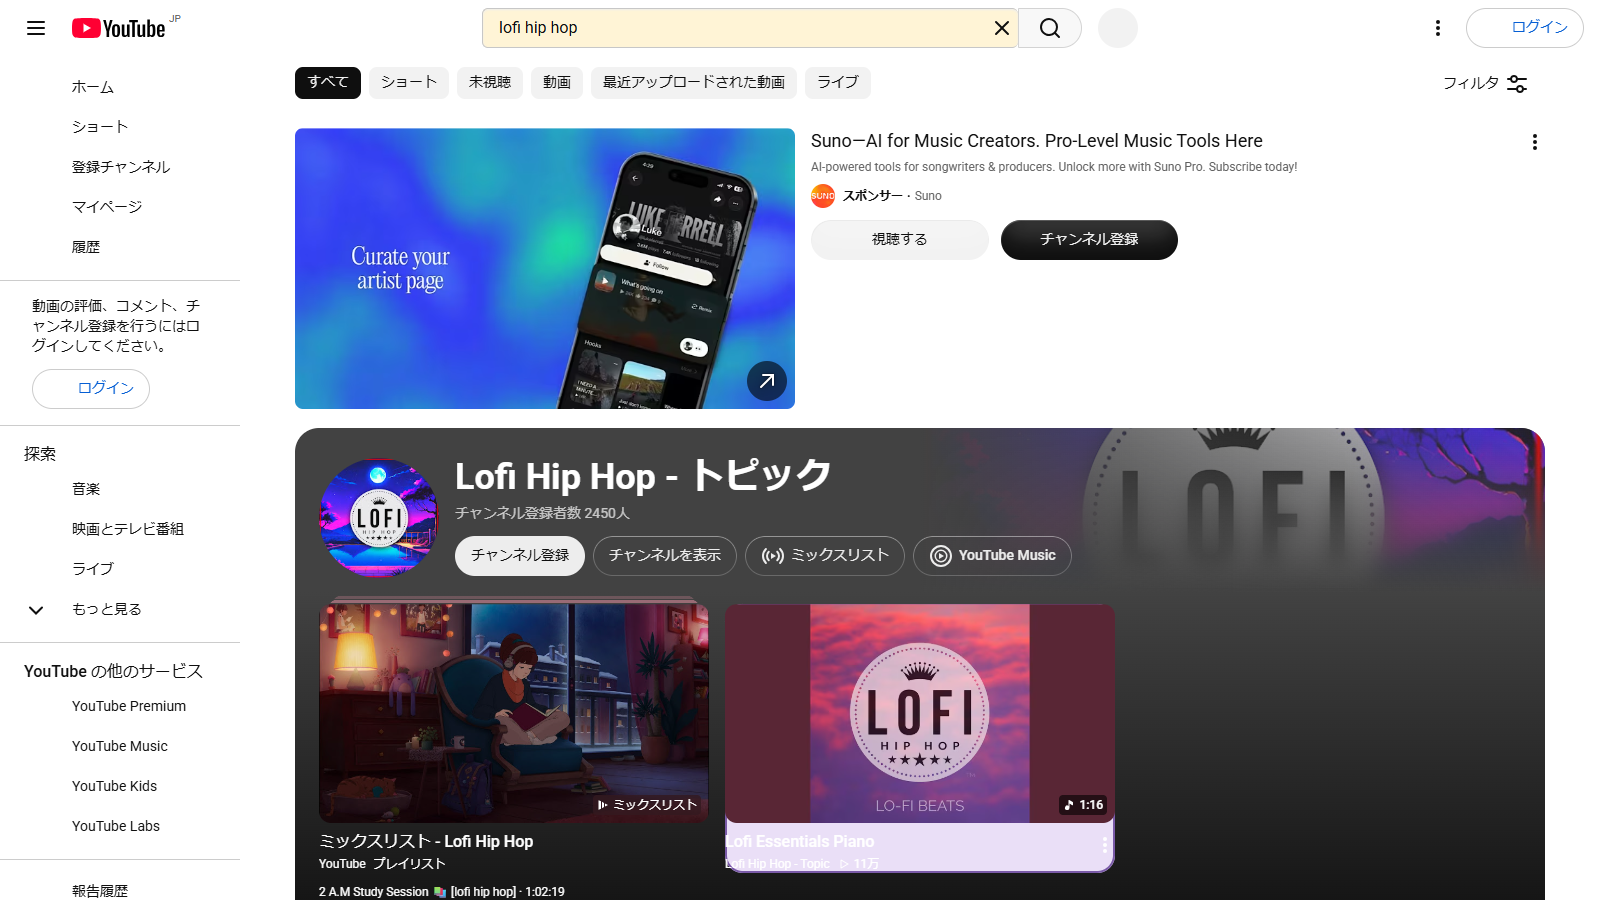 YouTube JP
lofi hip hop
ログイン
ホーム
ショート
登録チャンネル
マイページ
履歴
動画の評価、コメント、チ
ャンネル登録を行うにはロ
グインしてください。
ログイン
探索
音楽
映画とテレビ番組
ライブ
もっと見る
YouTube の他のサービス
YouTube Premium
YouTube Music
YouTube Kids
YouTube Labs
報告履歴
すべて
ショート
未視聴
動画
最近アップロードされた動画
ライブ
フィルタ
Curate your
artist page
4:29
Luke
Follow
What's going on
Remix
Hooks
Suno—AI for Music Creators. Pro-Level Music Tools Here
AI-powered tools for songwriters & producers. Unlock more with Suno Pro. Subscribe today!
SUNO
スポンサー · Suno
視聴する
チャンネル登録
LOFI
HIP HOP
Lofi Hip Hop - トピック
チャンネル登録者数 2450人
チャンネル登録
チャンネルを表示
ミックスリスト
YouTube Music
LOFI
ミックスリスト
ミックスリスト - Lofi Hip Hop
YouTube プレイリスト
2 A.M Study Session 📚 [lofi hip hop] · 1:02:19
LOFI
HIP HOP
LO-FI BEATS
1:16
Lofi Essentials Piano
Lofi Hip Hop - Topic ▷ 11万